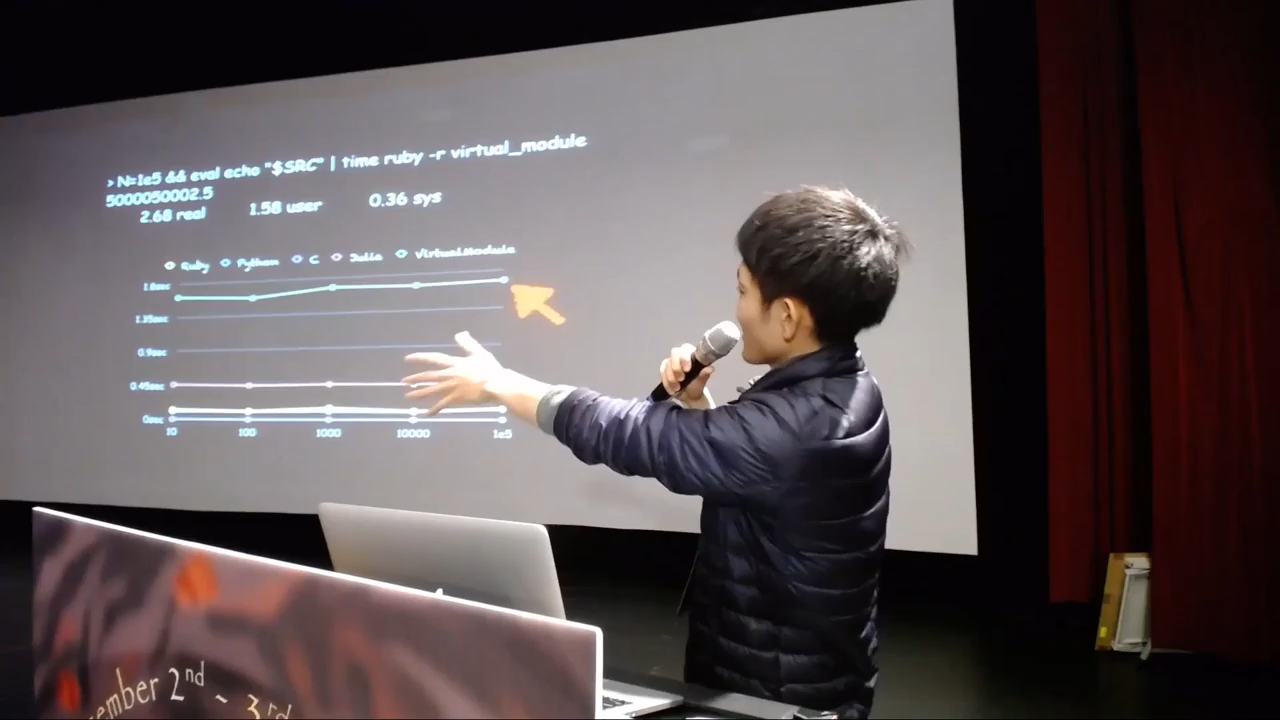 > N=1e5 && eval echo "$SRC" | time ruby -r virtual_module
5000050002.5
2.68 real 1.58 user 0.36 sys
Ruby Python C Julia VirtualModule
1.8sec
1.35sec
0.9sec
0.45sec
0sec
10 100 1000 10000 1e5
ember 2nd ~ 3rd